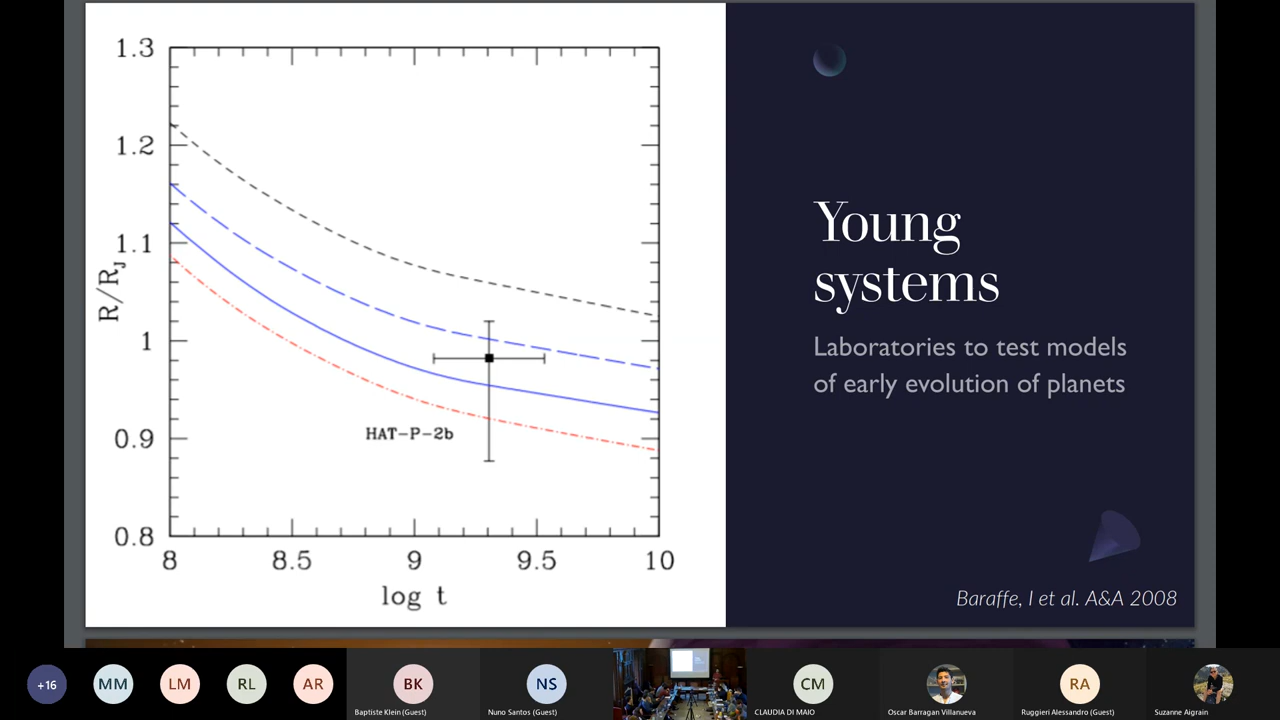 1.3
1.2
1.1
1
0.9
0.8
R/R_J
HAT-P-2b
8
8.5
9
9.5
10
log t
Young
systems
Laboratories to test models
of early evolution of planets
Baraffe, I et al. A&A 2008
+16
MM
LM
RL
AR
BK
Baptiste Klein (Guest)
NS
Nuno Santos (Guest)
CM
CLAUDIA DI MAIO
Oscar Barragan Villanueva
RA
Ruggieri Alessandro (Guest)
Suzanne Aigrain